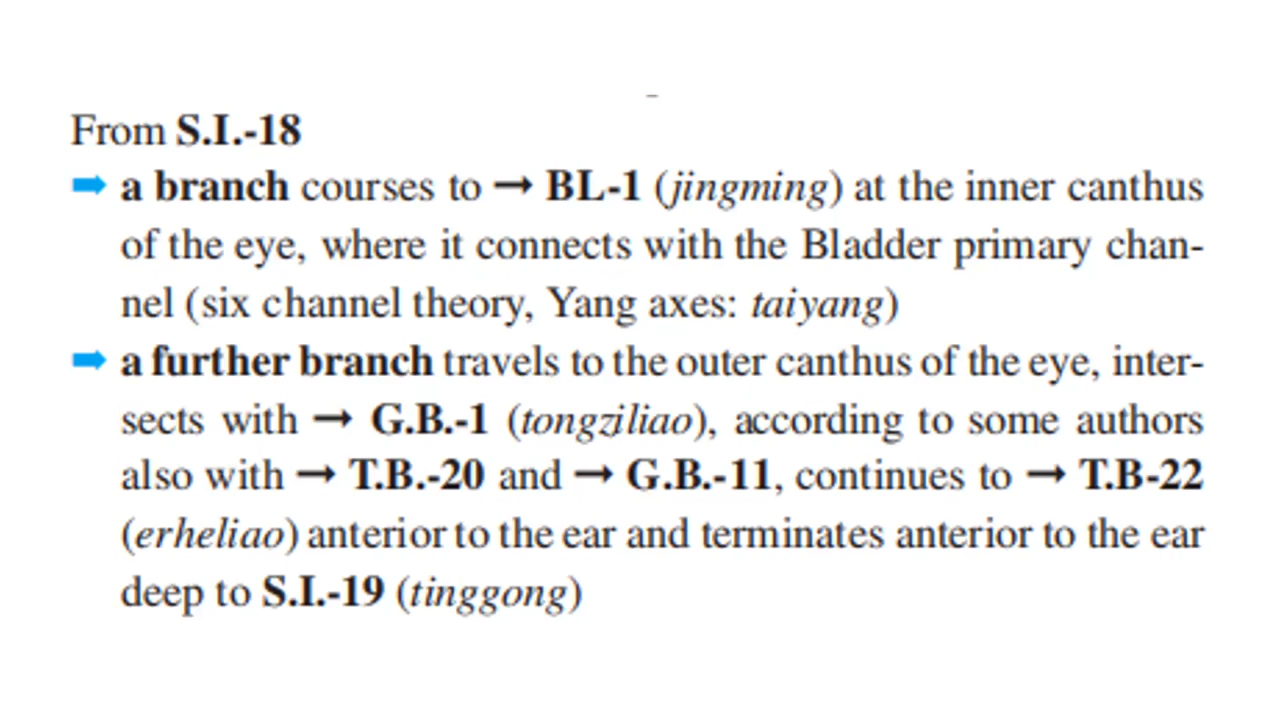 From S.I.-18
➡ a branch courses to → BL-1 (jingming) at the inner canthus
of the eye, where it connects with the Bladder primary chan-
nel (six channel theory, Yang axes: taiyang)
➡ a further branch travels to the outer canthus of the eye, inter-
sects with → G.B.-1 (tongziliao), according to some authors
also with → T.B.-20 and → G.B.-11, continues to → T.B-22
(erheliao) anterior to the ear and terminates anterior to the ear
deep to S.I.-19 (tinggong)